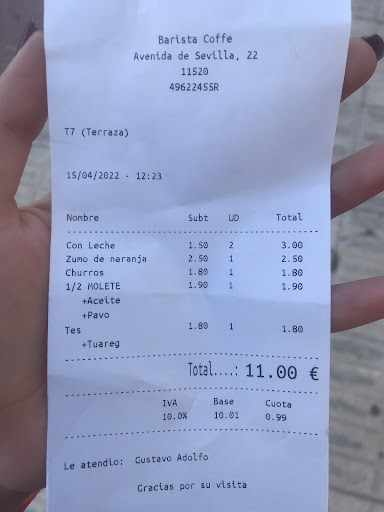 Barista Coffe
Avenida de Sevilla, 22
11520
49622455R
T7 (Terraza)
15/04/2022 - 12:23
Nombre Subt UD Total
Con Leche 1.50 2 3.00
Zumo de naranja 2.50 1 2.50
Churros 1.80 1 1.80
1/2 MOLETE 1.90 1 1.90
+Aceite
+Pavo
Tes 1.80 1 1.80
+Tuareg
Total....: 11.00 €
IVA Base Cuota
10.0% 10.01 0.99
Le atendio: Gustavo Adolfo
Gracias por su visita